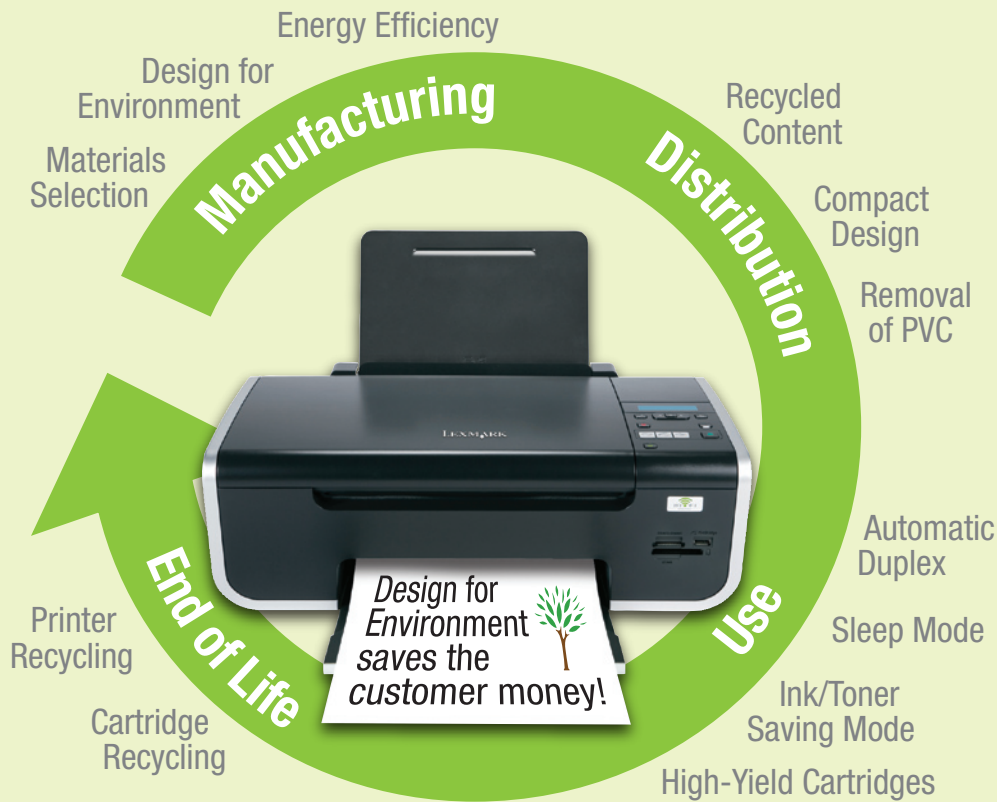 Energy Efficiency
Design for
Environment
Materials
Selection
Manufacturing
Recycled
Content
Distribution
Compact
Design
Removal
of PVC
LEXMARK
Automatic
Duplex
Use
Sleep Mode
Ink/Toner
Saving Mode
High-Yield Cartridges
End of Life
Printer
Recycling
Cartridge
Recycling
Design for
Environment
saves the
customer money!